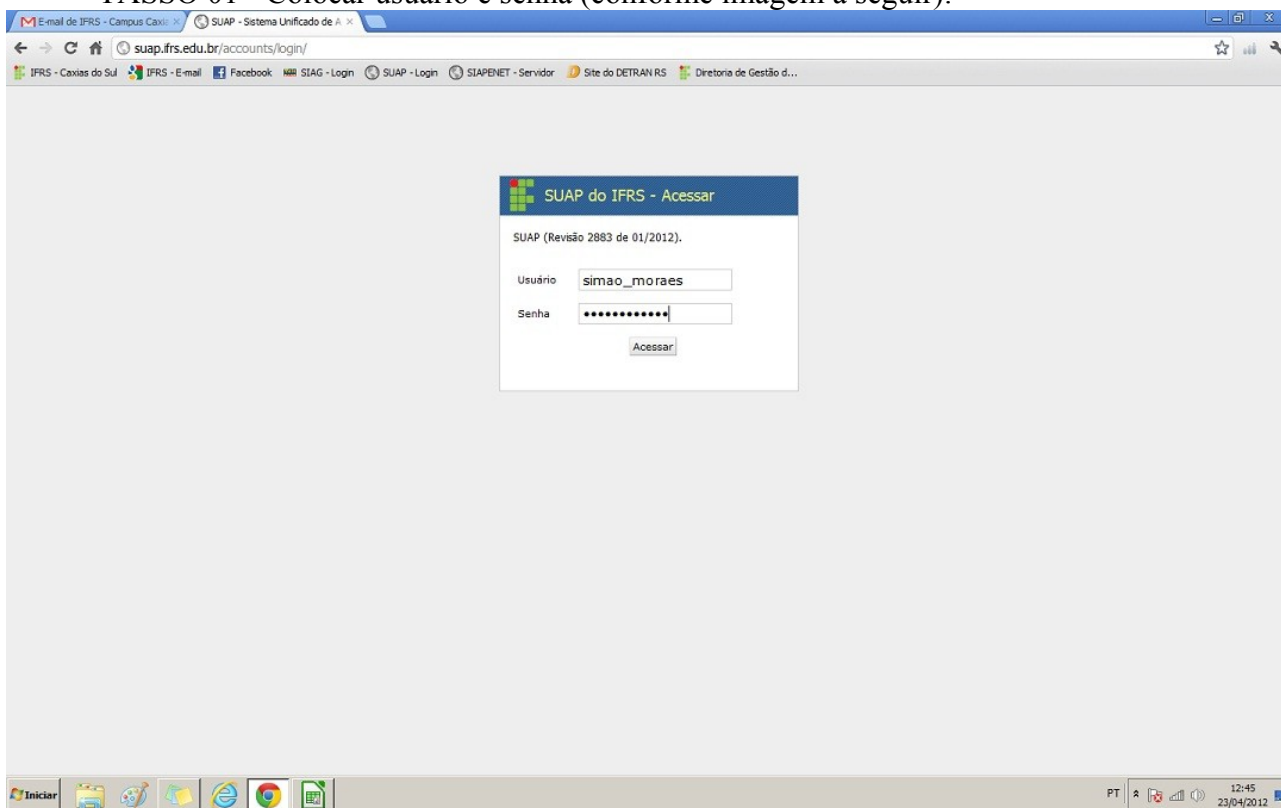 PASSO 01 - Colocar usuário e senha (conforme imagem a seguir):
E-mail de IFRS - Campus Caxia
SUAP - Sistema Unificado de A
suap.ifrs.edu.br/accounts/login/
IFRS - Caxias do Sul IFRS - E-mail Facebook SIAG - Login SUAP - Login SIAPENET - Servidor Site do DETRAN RS Diretoria de Gestão d...
SUAP do IFRS - Acessar
SUAP (Revisão 2883 de 01/2012).
Usuário simao_moraes
Senha ••••••••••••
Acessar
Iniciar
PT
12:45
23/04/2012